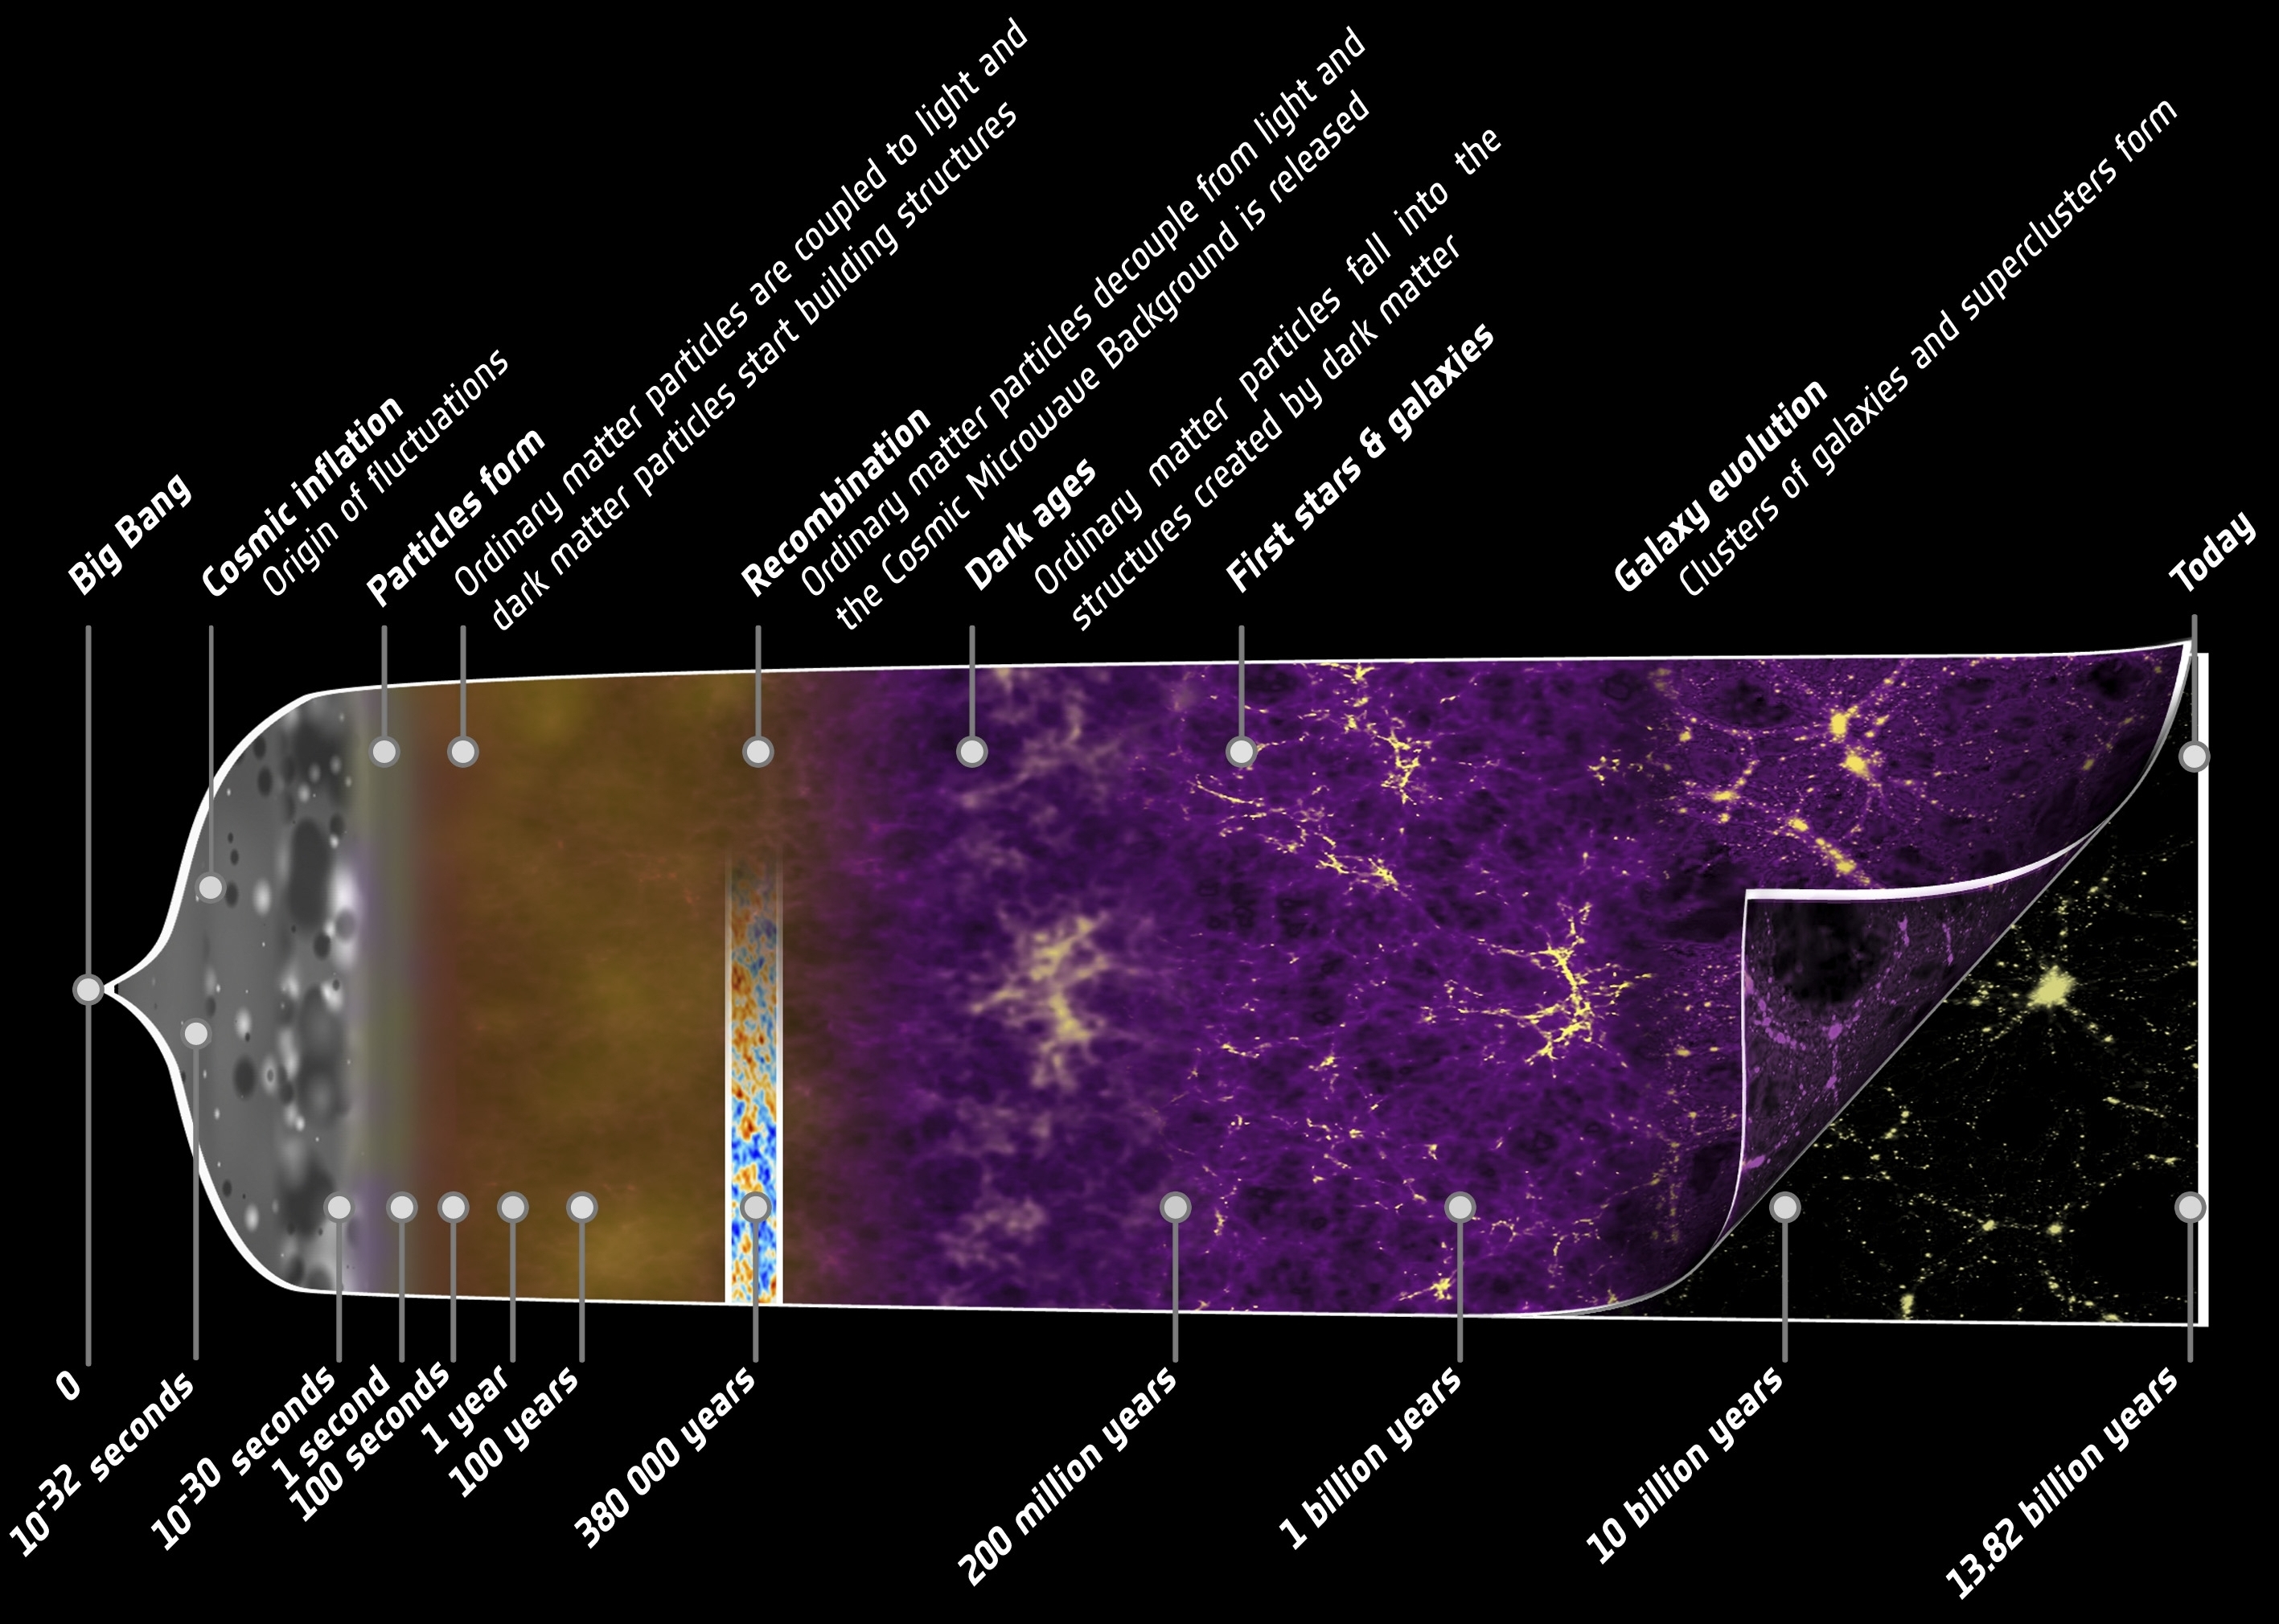 Big Bang
Cosmic inflation
Origin of fluctuations
Particles form
Ordinary matter particles are coupled to light and
dark matter particles start building structures
Recombination
Ordinary matter particles decouple from light and
the Cosmic Microwave Background is released
Dark ages
Ordinary matter particles fall into the
structures created by dark matter
First stars & galaxies
Galaxy evolution
Clusters of galaxies and superclusters form
Today
0
10-32 seconds
10-30 seconds
1 second
100 seconds
1 year
100 years
380 000 years
200 million years
1 billion years
10 billion years
13.82 billion years